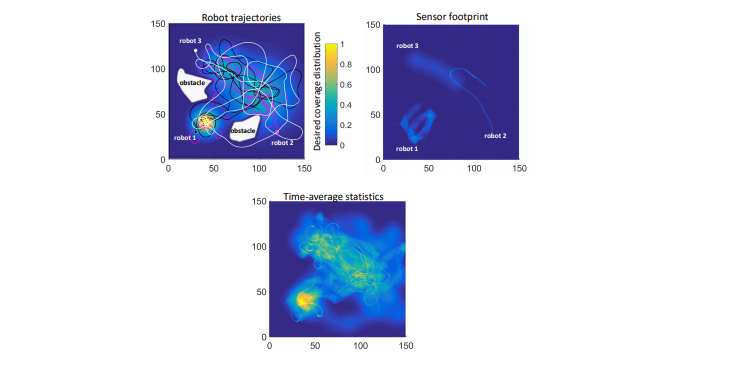 Robot trajectories
150
100
50
0
0 50 100 150
robot 3
obstacle
obstacle
robot 1
robot 2
Desired coverage distribution
1
0.8
0.6
0.4
0.2
0
Sensor footprint
150
100
50
0
0 50 100 150
robot 3
robot 2
robot 1
Time-average statistics
150
100
50
0
0 50 100 150